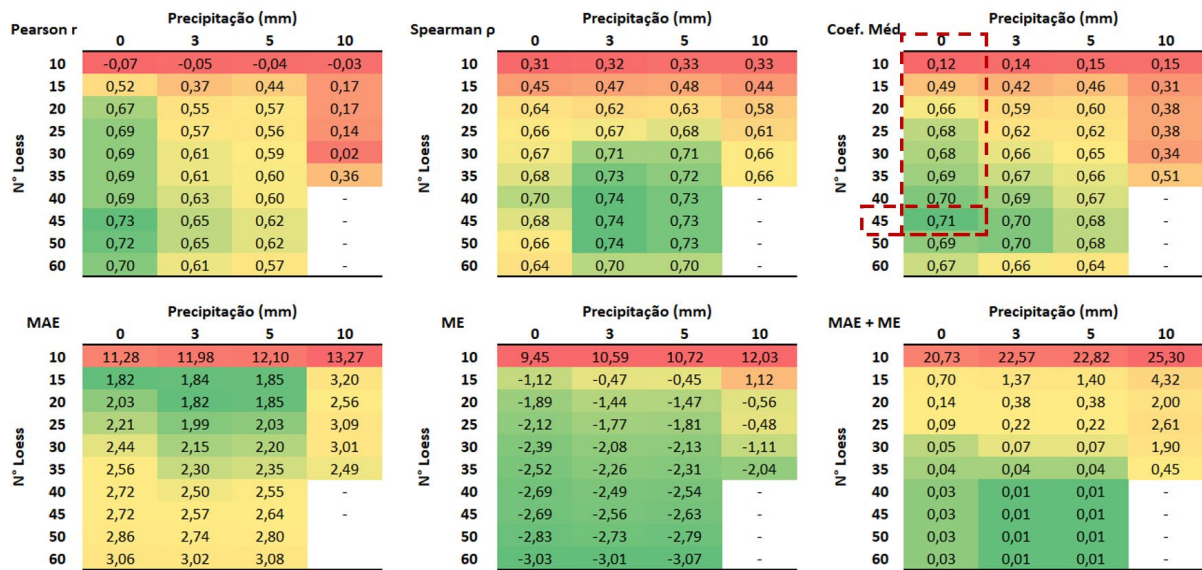 Precipitação (mm) Precipitação (mm) Precipitação (mm)
Pearson r Spearman ρ Coef. Méd
0 3 5 10 0 3 5 10 0 3 5 10
10 -0,07 -0,05 -0,04 -0,03 10 0,31 0,32 0,33 0,33 10 0,12 0,14 0,15 0,15
15 0,52 0,37 0,44 0,17 15 0,45 0,47 0,48 0,44 15 0,49 0,42 0,46 0,31
20 0,67 0,55 0,57 0,17 20 0,64 0,62 0,63 0,58 20 0,66 0,59 0,60 0,38
25 0,69 0,57 0,56 0,14 25 0,66 0,67 0,68 0,61 25 0,68 0,62 0,62 0,38
30 0,69 0,61 0,59 0,02 30 0,67 0,71 0,71 0,66 30 0,68 0,66 0,65 0,34
35 0,69 0,61 0,60 0,36 35 0,68 0,73 0,72 0,66 35 0,69 0,67 0,66 0,51
40 0,69 0,63 0,60 - 40 0,70 0,74 0,73 - 40 0,70 0,69 0,67 -
45 0,73 0,65 0,62 - 45 0,68 0,74 0,73 - 45 0,71 0,70 0,68 -
50 0,72 0,65 0,62 - 50 0,66 0,74 0,73 - 50 0,69 0,70 0,68 -
60 0,70 0,61 0,57 - 60 0,64 0,70 0,70 - 60 0,67 0,66 0,64 -
N° Loess N° Loess N° Loess
Precipitação (mm) Precipitação (mm) Precipitação (mm)
MAE ME MAE + ME
0 3 5 10 0 3 5 10 0 3 5 10
10 11,28 11,98 12,10 13,27 10 9,45 10,59 10,72 12,03 10 20,73 22,57 22,82 25,30
15 1,82 1,84 1,85 3,20 15 -1,12 -0,47 -0,45 1,12 15 0,70 1,37 1,40 4,32
20 2,03 1,82 1,85 2,56 20 -1,89 -1,44 -1,47 -0,56 20 0,14 0,38 0,38 2,00
25 2,21 1,99 2,03 3,09 25 -2,12 -1,77 -1,81 -0,48 25 0,09 0,22 0,22 2,61
30 2,44 2,15 2,20 3,01 30 -2,39 -2,08 -2,13 -1,11 30 0,05 0,07 0,07 1,90
35 2,56 2,30 2,35 2,49 35 -2,52 -2,26 -2,31 -2,04 35 0,04 0,04 0,04 0,45
40 2,72 2,50 2,55 - 40 -2,69 -2,49 -2,54 - 40 0,03 0,01 0,01 -
45 2,72 2,57 2,64 - 45 -2,69 -2,56 -2,63 - 45 0,03 0,01 0,01 -
50 2,86 2,74 2,80 50 -2,83 -2,73 -2,79 - 50 0,03 0,01 0,01 -
60 3,06 3,02 3,08 60 -3,03 -3,01 -3,07 - 60 0,03 0,01 0,01 -
N° Loess N° Loess N° Loess